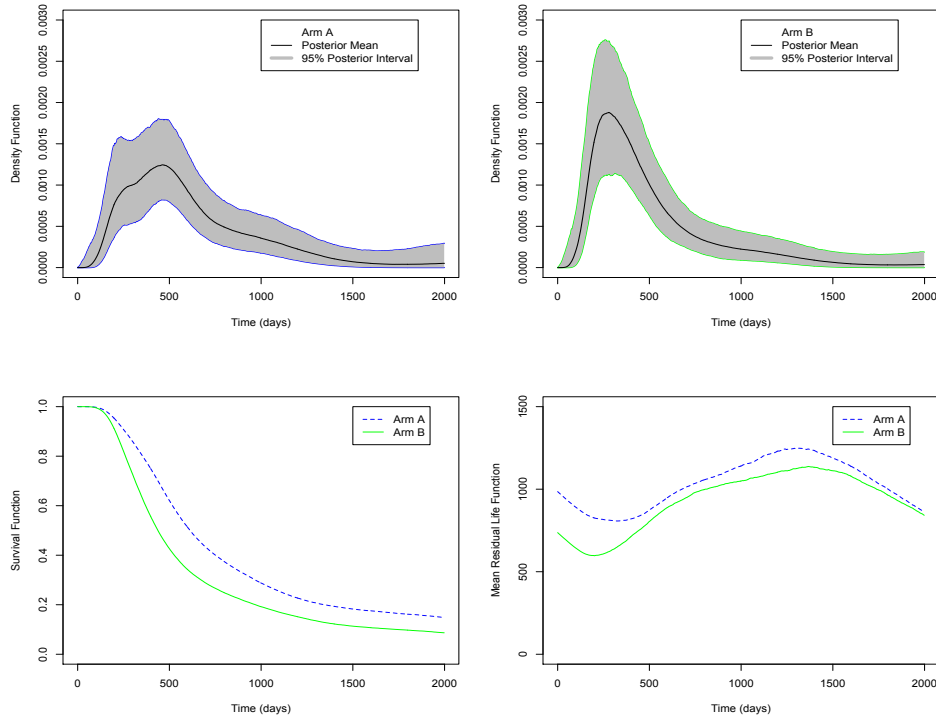 Arm A
Posterior Mean
95% Posterior Interval
Density Function
0.0000
0.0005
0.0010
0.0015
0.0020
0.0025
0.0030
0 500 1000 1500 2000
Time (days)
Arm B
Posterior Mean
95% Posterior Interval
Density Function
0.0000
0.0005
0.0010
0.0015
0.0020
0.0025
0.0030
0 500 1000 1500 2000
Time (days)
Arm A
Arm B
Survival Function
0.0
0.2
0.4
0.6
0.8
1.0
0 500 1000 1500 2000
Time (days)
Arm A
Arm B
Mean Residual Life Function
0
500
1000
1500
0 500 1000 1500 2000
Time (days)